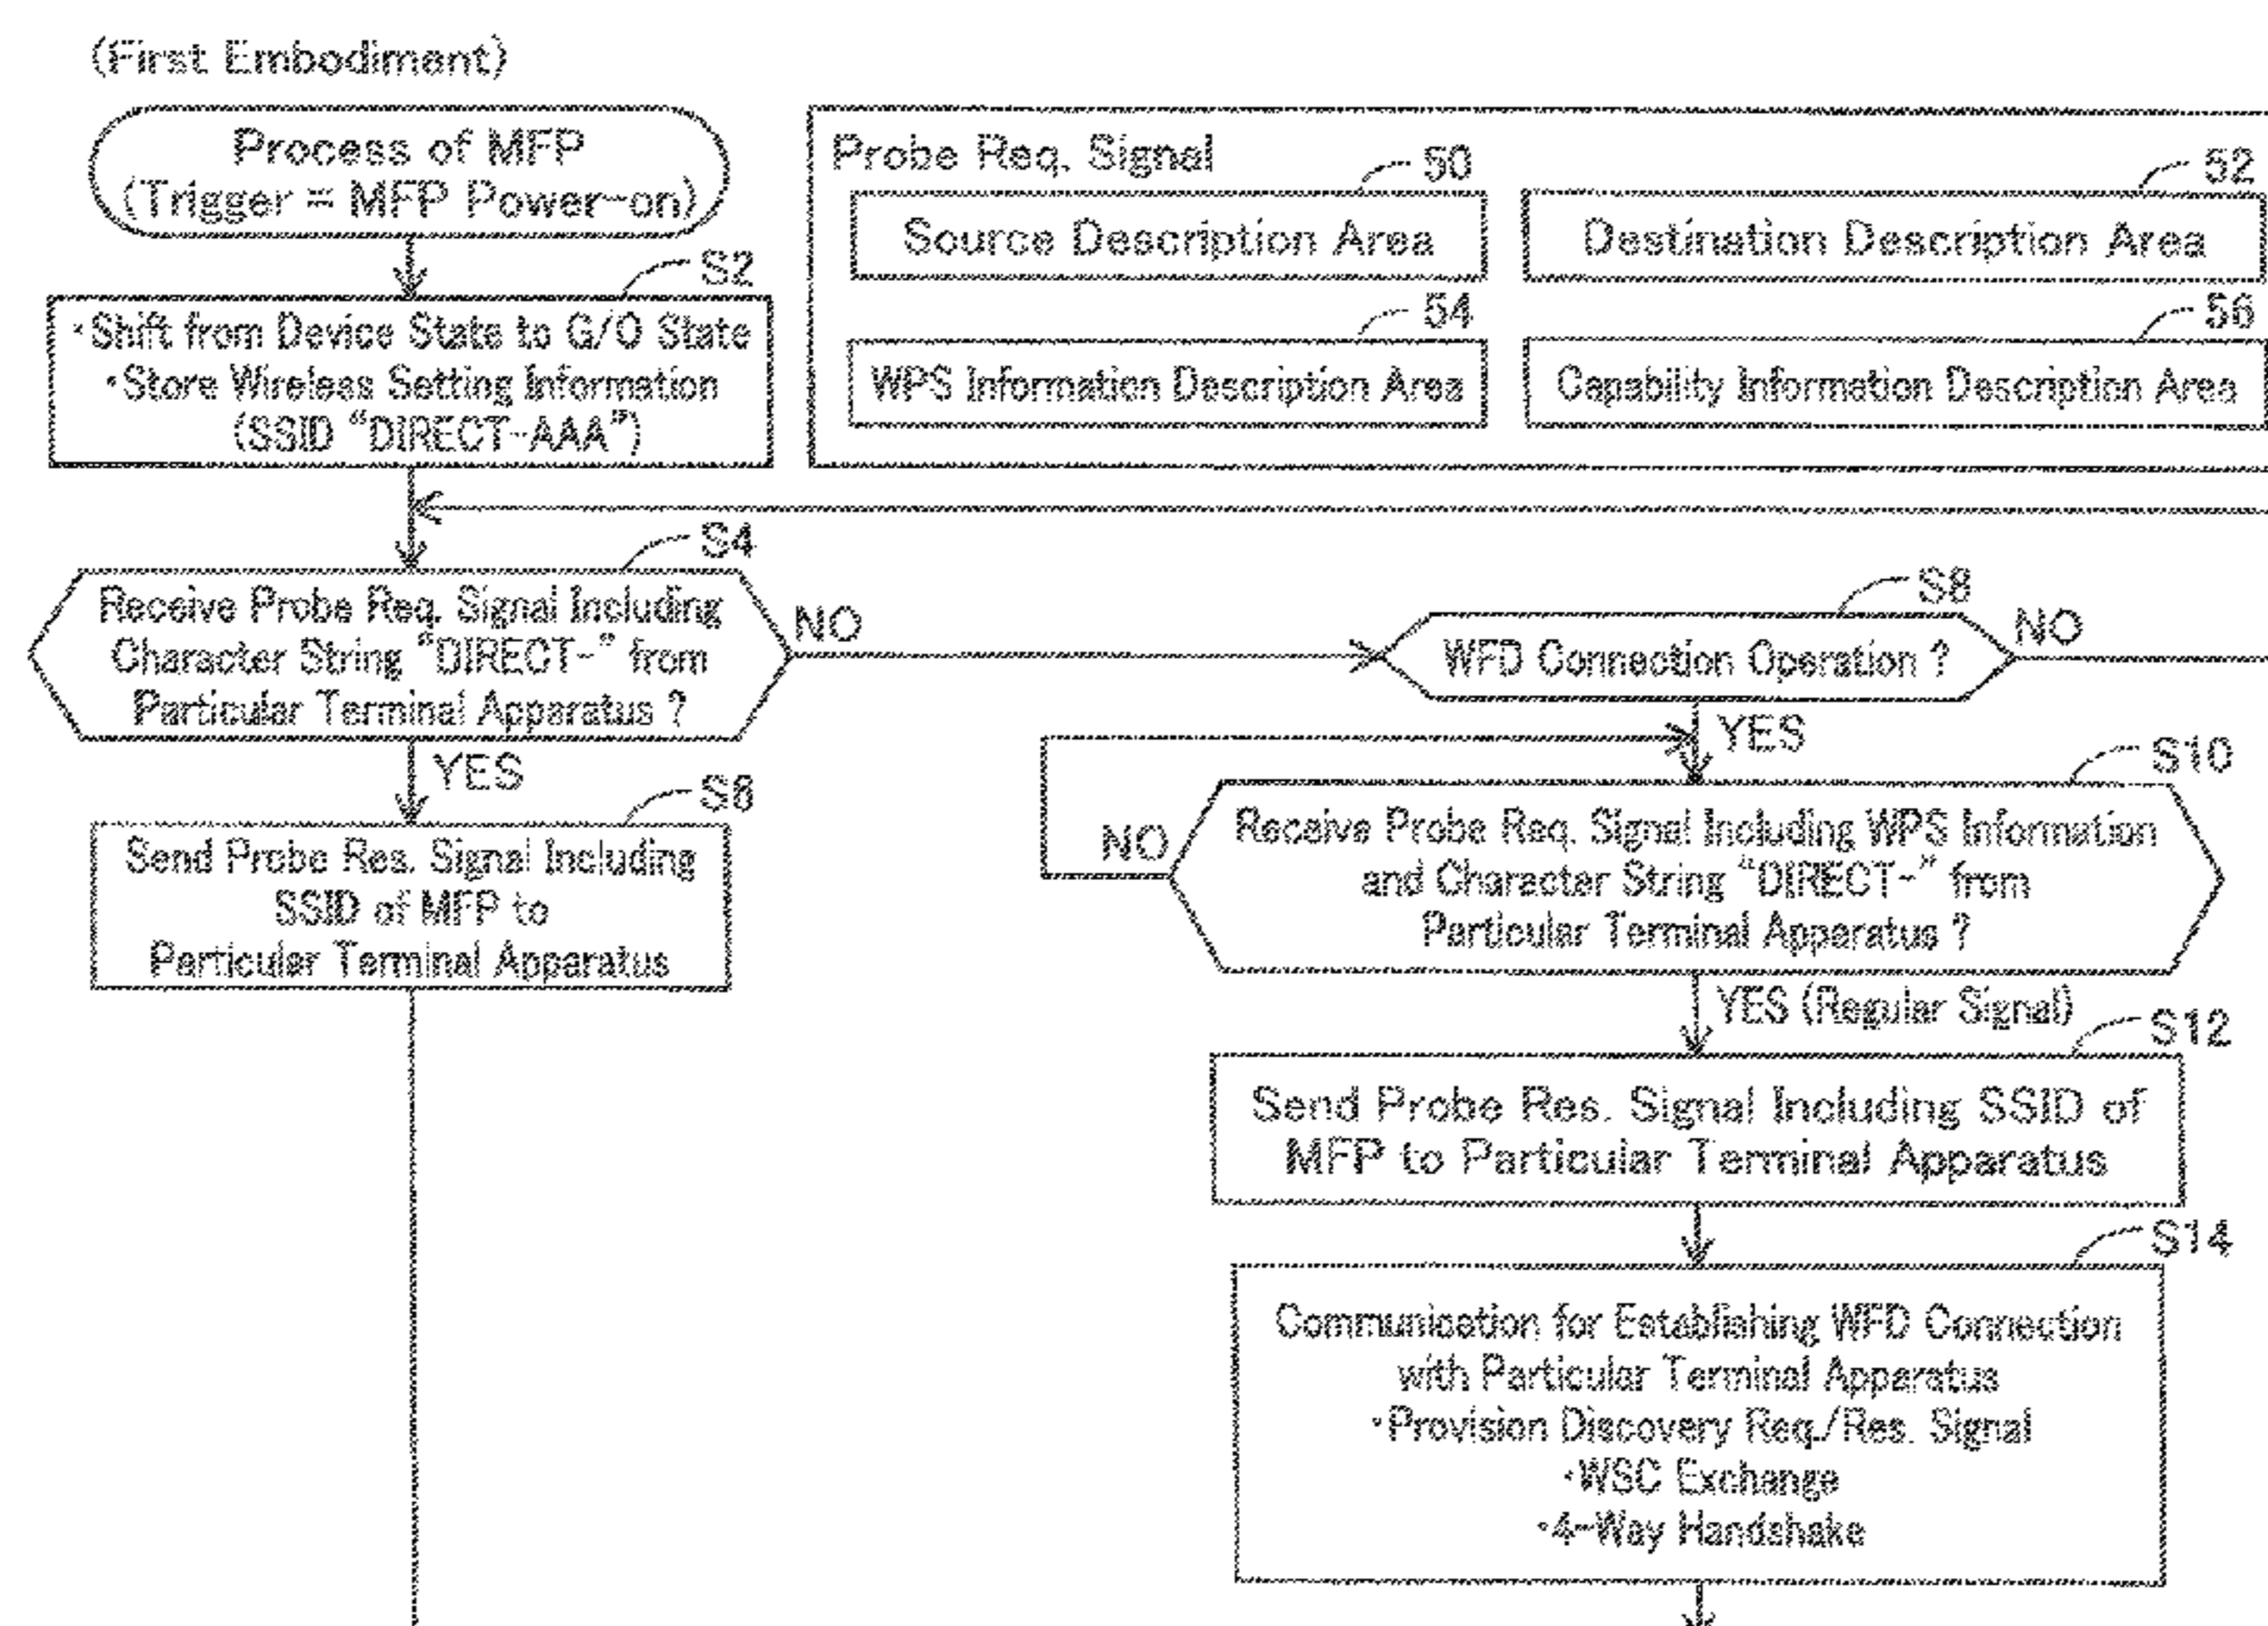 (First Embodiment)
Process of MFP
(Trigger = MFP Power-on)
Probe Req. Signal
50
Source Description Area
52
Destination Description Area
54
WPS Information Description Area
56
Capability Information Description Area
S2
・Shift from Device State to G/O State
・Store Wireless Setting Information
(SSID “DIRECT-AAA”)
S4
Receive Probe Req. Signal Including
Character String “DIRECT-” from
Particular Terminal Apparatus ?
NO
YES
S6
Send Probe Res. Signal Including
SSID of MFP to
Particular Terminal Apparatus
S8
WFD Connection Operation ?
NO
YES
S10
Receive Probe Req. Signal Including WPS Information
and Character String “DIRECT-” from
Particular Terminal Apparatus ?
NO
YES (Regular Signal)
S12
Send Probe Res. Signal Including SSID of
MFP to Particular Terminal Apparatus
S14
Communication for Establishing WFD Connection
with Particular Terminal Apparatus
・Provision Discovery Req./Res. Signal
・WSC Exchange
・4-Way Handshake